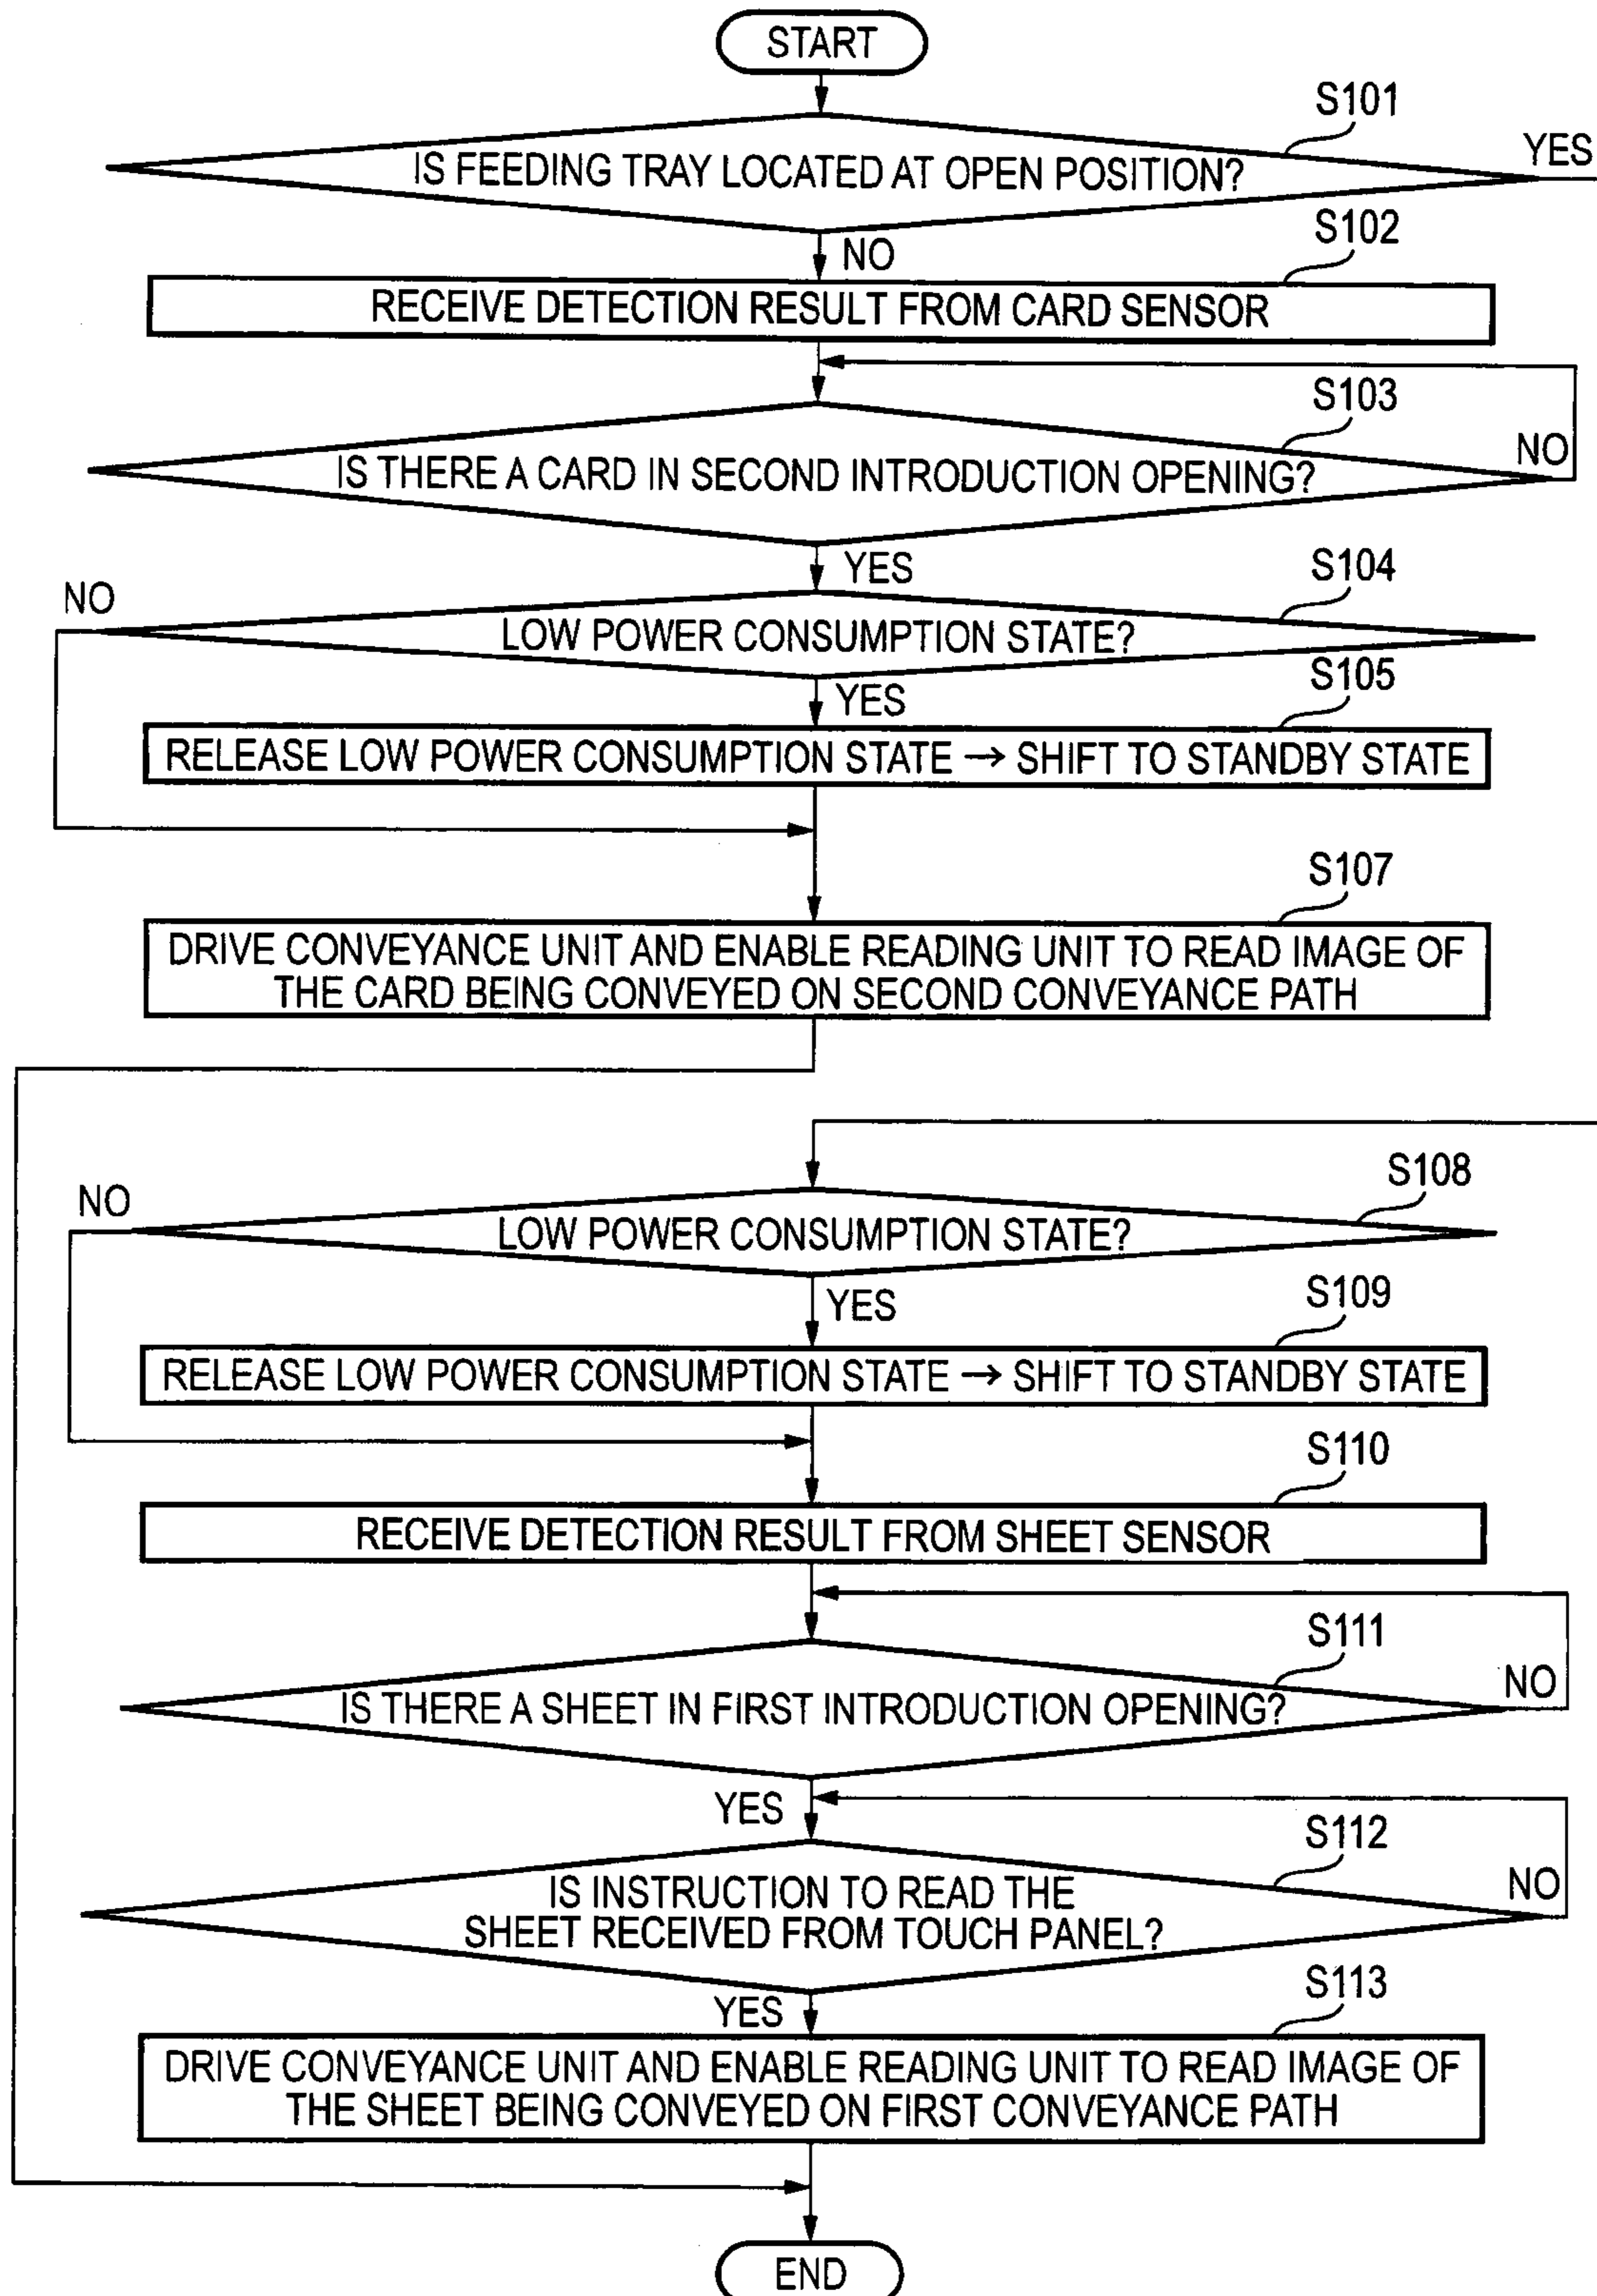 START
S101
IS FEEDING TRAY LOCATED AT OPEN POSITION?
YES
NO
S102
RECEIVE DETECTION RESULT FROM CARD SENSOR
S103
IS THERE A CARD IN SECOND INTRODUCTION OPENING?
NO
YES
S104
NO
LOW POWER CONSUMPTION STATE?
YES
S105
RELEASE LOW POWER CONSUMPTION STATE → SHIFT TO STANDBY STATE
S107
DRIVE CONVEYANCE UNIT AND ENABLE READING UNIT TO READ IMAGE OF
THE CARD BEING CONVEYED ON SECOND CONVEYANCE PATH
S108
NO
LOW POWER CONSUMPTION STATE?
YES
S109
RELEASE LOW POWER CONSUMPTION STATE → SHIFT TO STANDBY STATE
S110
RECEIVE DETECTION RESULT FROM SHEET SENSOR
S111
IS THERE A SHEET IN FIRST INTRODUCTION OPENING?
NO
YES
S112
IS INSTRUCTION TO READ THE
SHEET RECEIVED FROM TOUCH PANEL?
NO
YES
S113
DRIVE CONVEYANCE UNIT AND ENABLE READING UNIT TO READ IMAGE OF
THE SHEET BEING CONVEYED ON FIRST CONVEYANCE PATH
END